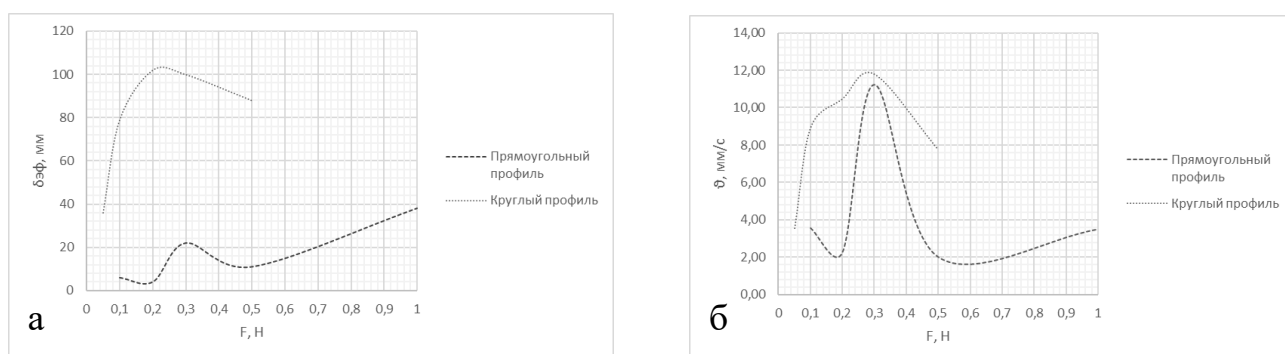 120
100
80
60
40
20
0
δэф, мм
0 0,1 0,2 0,3 0,4 0,5 0,6 0,7 0,8 0,9 1
F, Н
Прямоугольный
профиль
Круглый профиль
а
14,00
12,00
10,00
8,00
6,00
4,00
2,00
0,00
ϑ, мм/с
0 0,1 0,2 0,3 0,4 0,5 0,6 0,7 0,8 0,9 1
F, Н
Прямоугольный
профиль
Круглый профиль
б